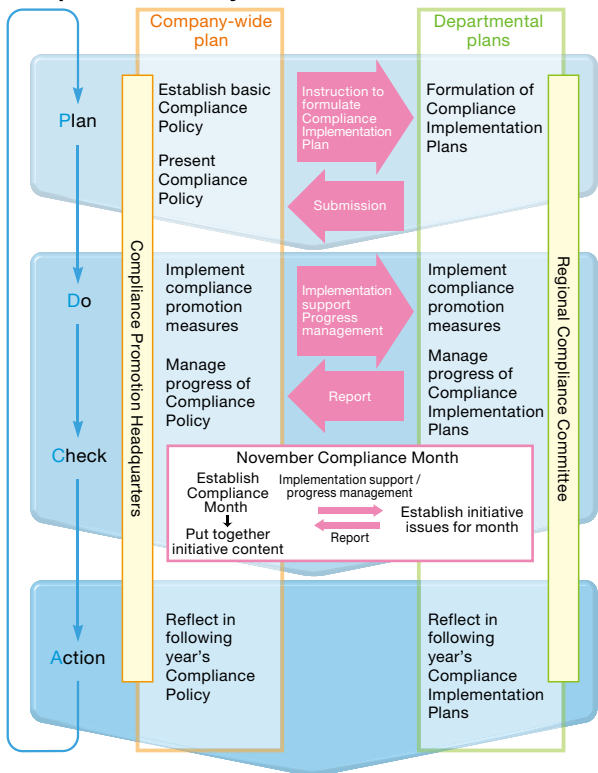 Company-wide
plan
Departmental
plans
Plan
Establish basic
Compliance
Policy
Present
Compliance
Policy
Instruction to
formulate
Compliance
Implementation
Plan
Submission
Formulation of
Compliance
Implementation
Plans
Compliance Promotion Headquarters
Regional Compliance Committee
Do
Implement
compliance
promotion
measures
Manage
progress of
Compliance
Policy
Implementation
support
Progress
management
Report
Implement
compliance
promotion
measures
Manage
progress of
Compliance
Implementation
Plans
Check
November Compliance Month
Establish
Compliance
Month
Put together
initiative content
Implementation support /
progress management
Report
Establish initiative
issues for month
Action
Reflect in
following
year's
Compliance
Policy
Reflect in
following
year's
Compliance
Implementation
Plans